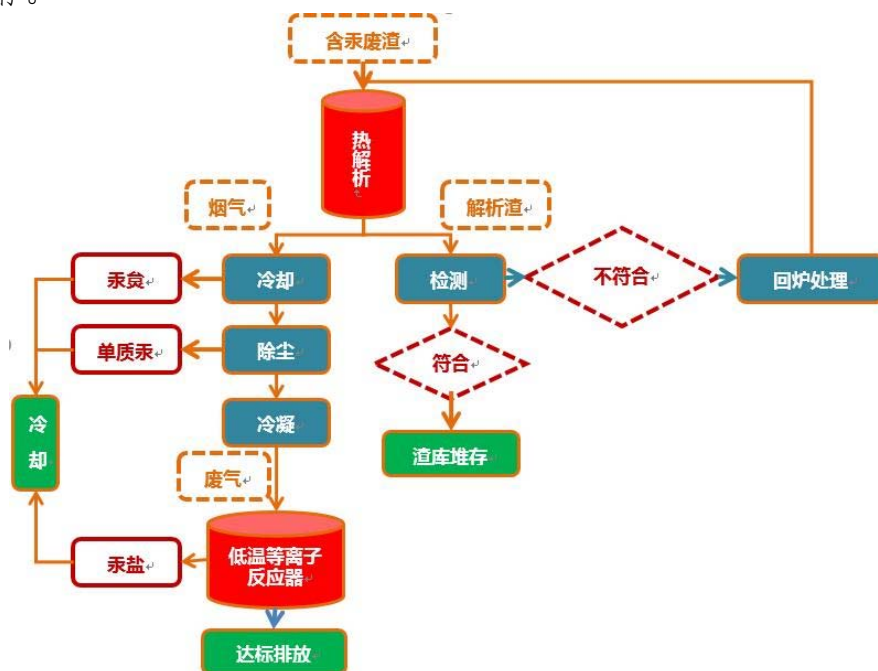 含汞废渣
热解析
烟气
解析渣
汞贫
冷却
检测
不符合
回炉处理
单质汞
除尘
符合
冷却
冷凝
渣库堆存
废气
汞盐
低温等离子
反应器
达标排放